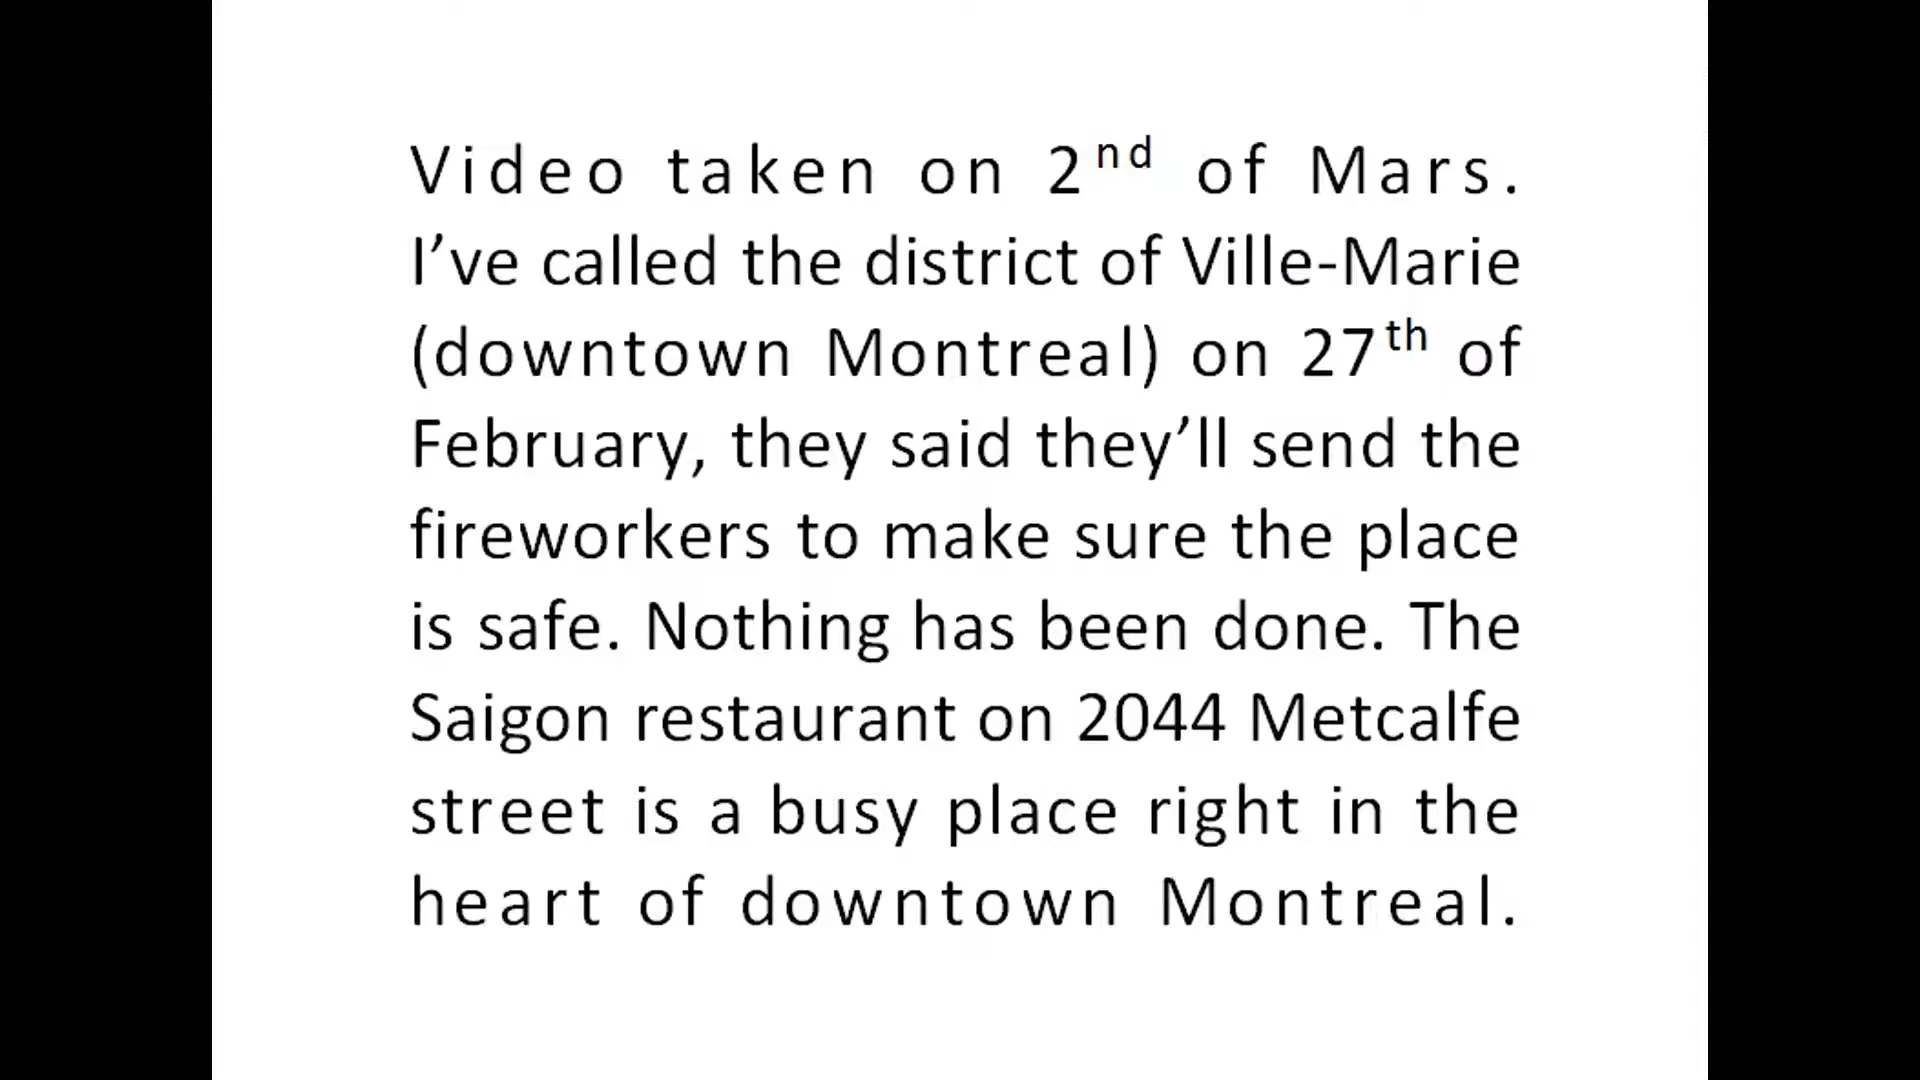 Video taken on 2nd of Mars.
I’ve called the district of Ville-Marie
(downtown Montreal) on 27th of
February, they said they’ll send the
fireworkers to make sure the place
is safe. Nothing has been done. The
Saigon restaurant on 2044 Metcalfe
street is a busy place right in the
heart of downtown Montreal.